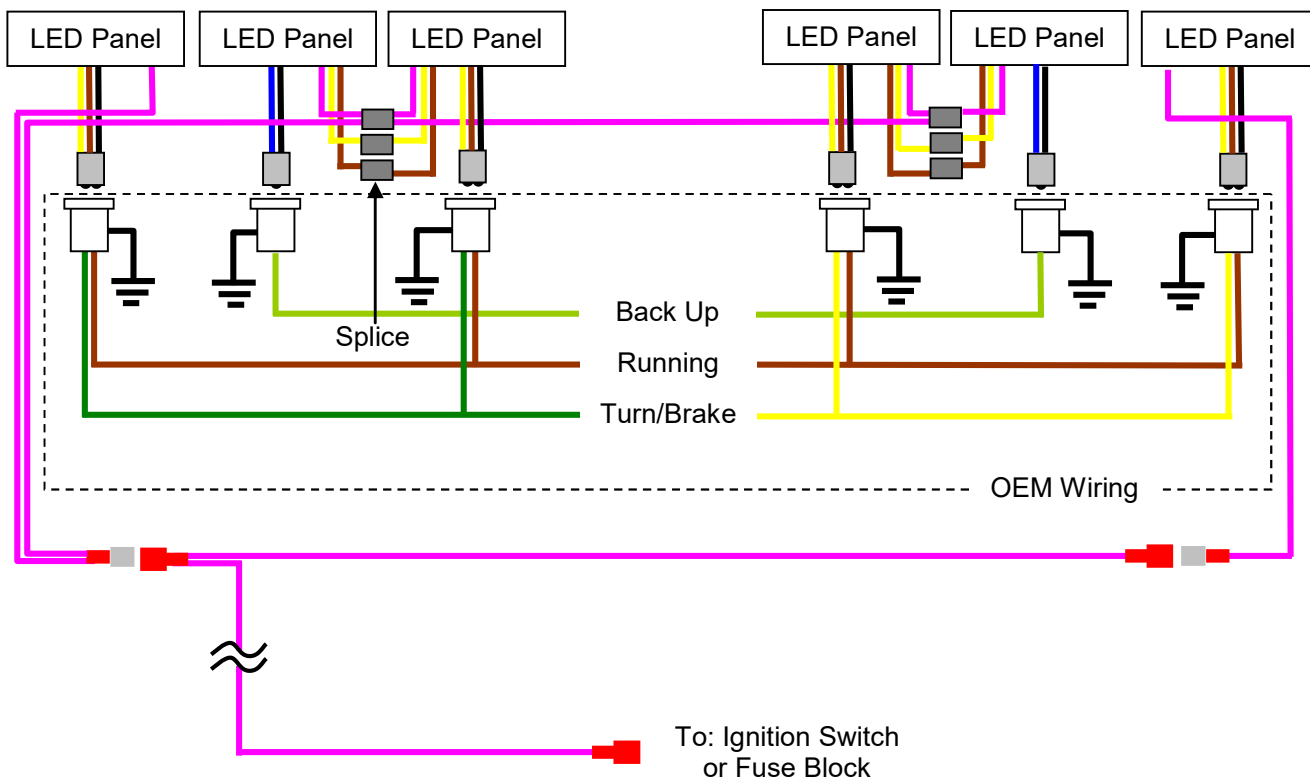 LED Panel
LED Panel
LED Panel
LED Panel
LED Panel
LED Panel
Splice
Back Up
Running
Turn/Brake
OEM Wiring
To: Ignition Switch
or Fuse Block